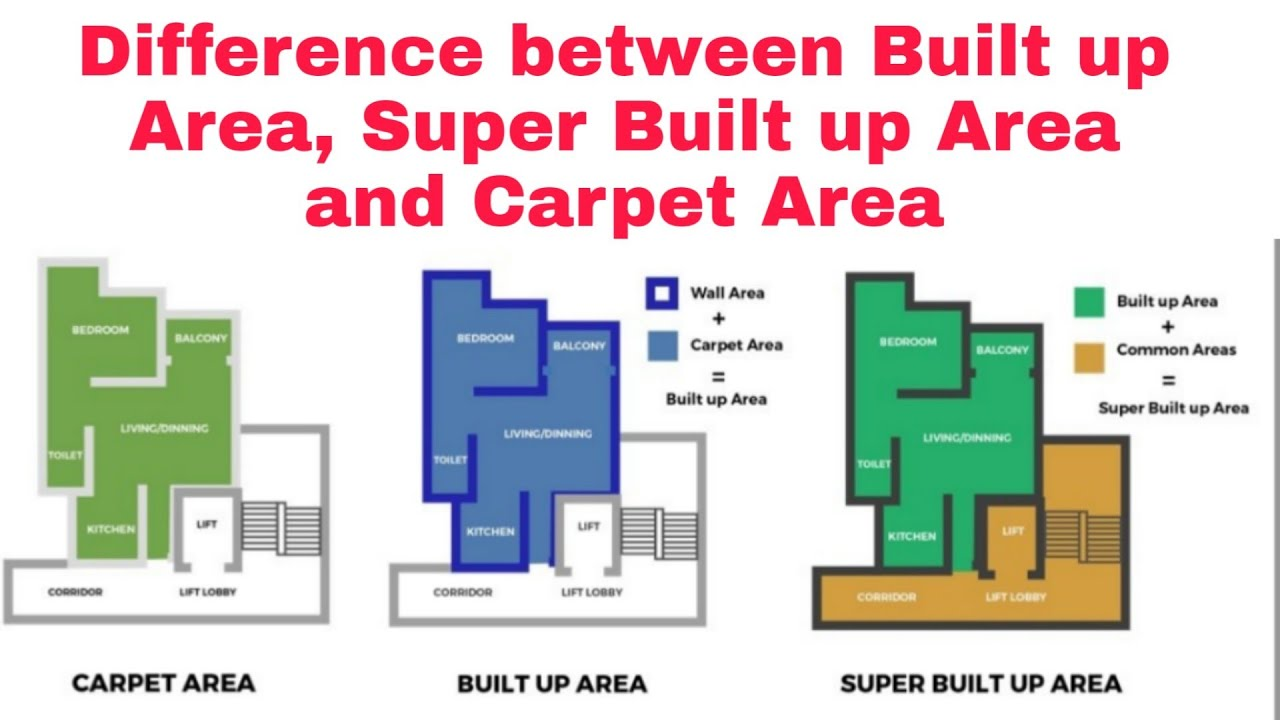 Difference between Built up
Area, Super Built up Area
and Carpet Area
BEDROOM
BALCONY
LIVING/DINNING
TOILET
KITCHEN
LIFT
CORRIDOR
LIFT LOBBY
CARPET AREA
Wall Area
+
Carpet Area
=
Built up Area
BEDROOM
BALCONY
LIVING/DINNING
TOILET
KITCHEN
LIFT
CORRIDOR
LIFT LOBBY
BUILT UP AREA
Built up Area
+
Common Areas
=
Super Built up Area
BEDROOM
BALCONY
LIVING/DINNING
TOILET
KITCHEN
LIFT
CORRIDOR
LIFT LOBBY
SUPER BUILT UP AREA